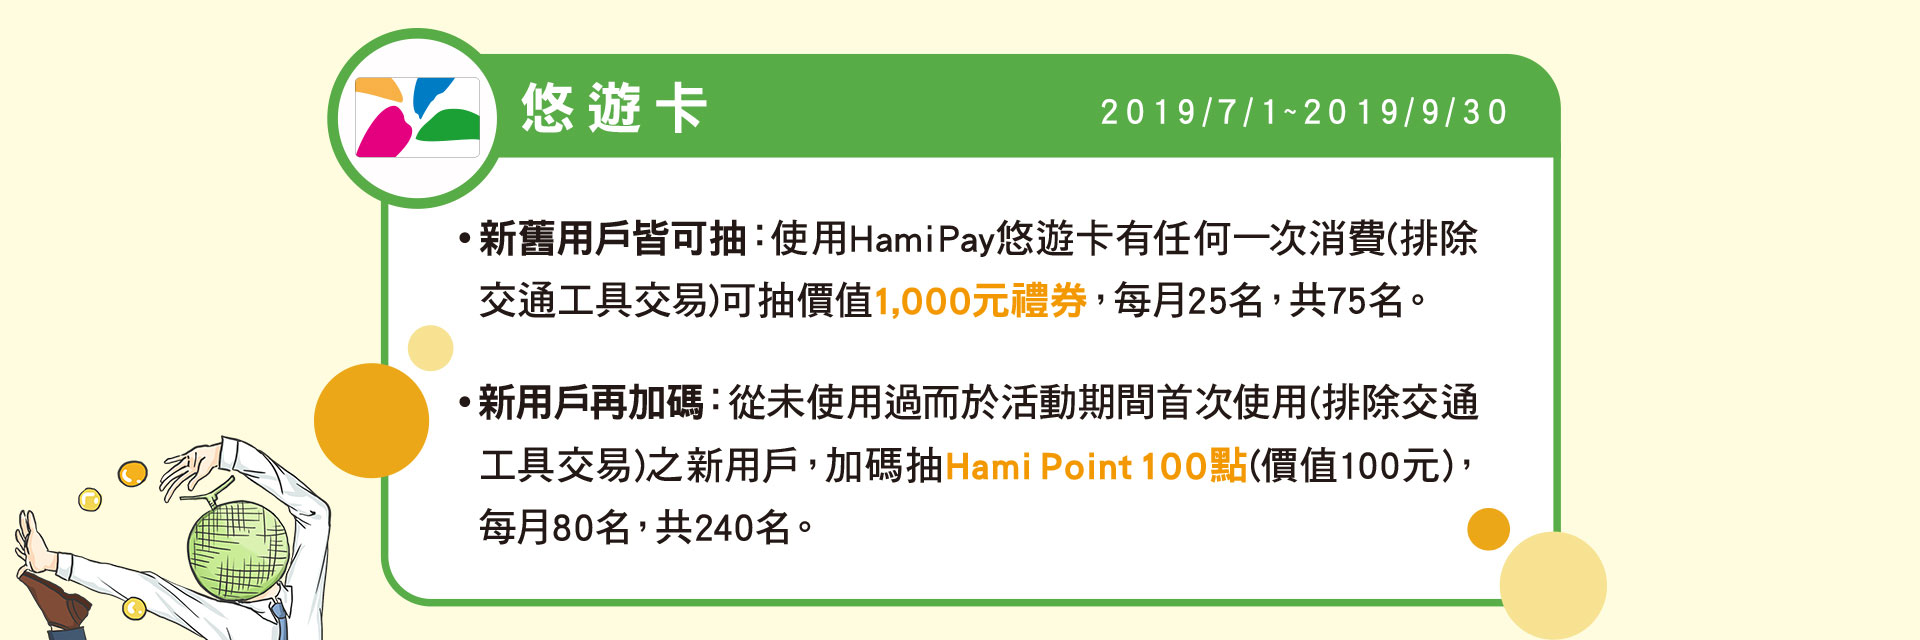 悠遊卡
2019/7/1~2019/9/30
•新舊用戶皆可抽：使用HamiPay悠遊卡有任何一次消費(排除
交通工具交易)可抽價值1,000元禮券，每月25名，共75名。
•新用戶再加碼：從未使用過而於活動期間首次使用(排除交通
工具交易)之新用戶，加碼抽Hami Point 100點(價值100元)，
每月80名，共240名。